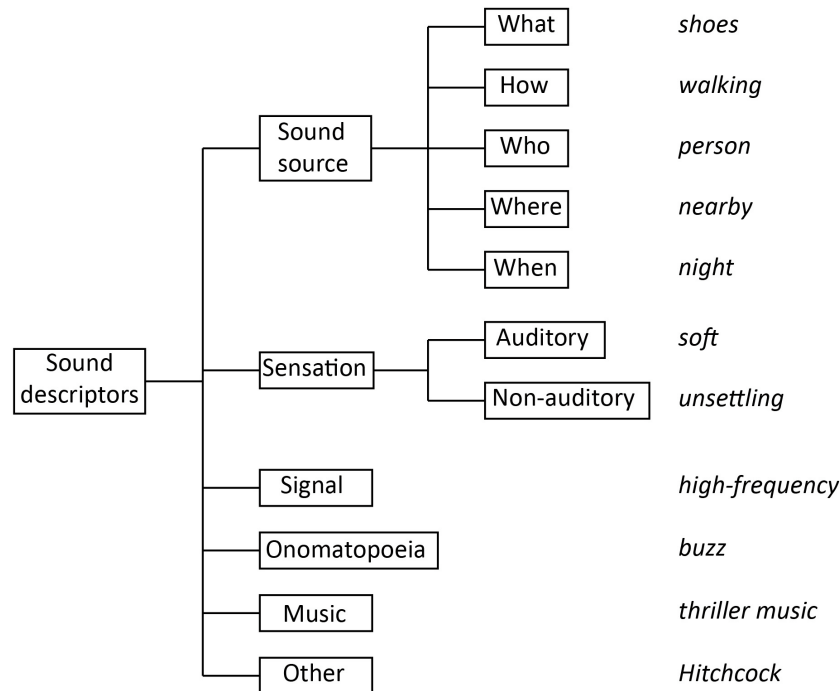 What shoes
How walking
Sound
source
Who person
Where nearby
When night
Sound
descriptors
Sensation
Auditory soft
Non-auditory unsettling
Signal high-frequency
Onomatopoeia buzz
Music thriller music
Other Hitchcock